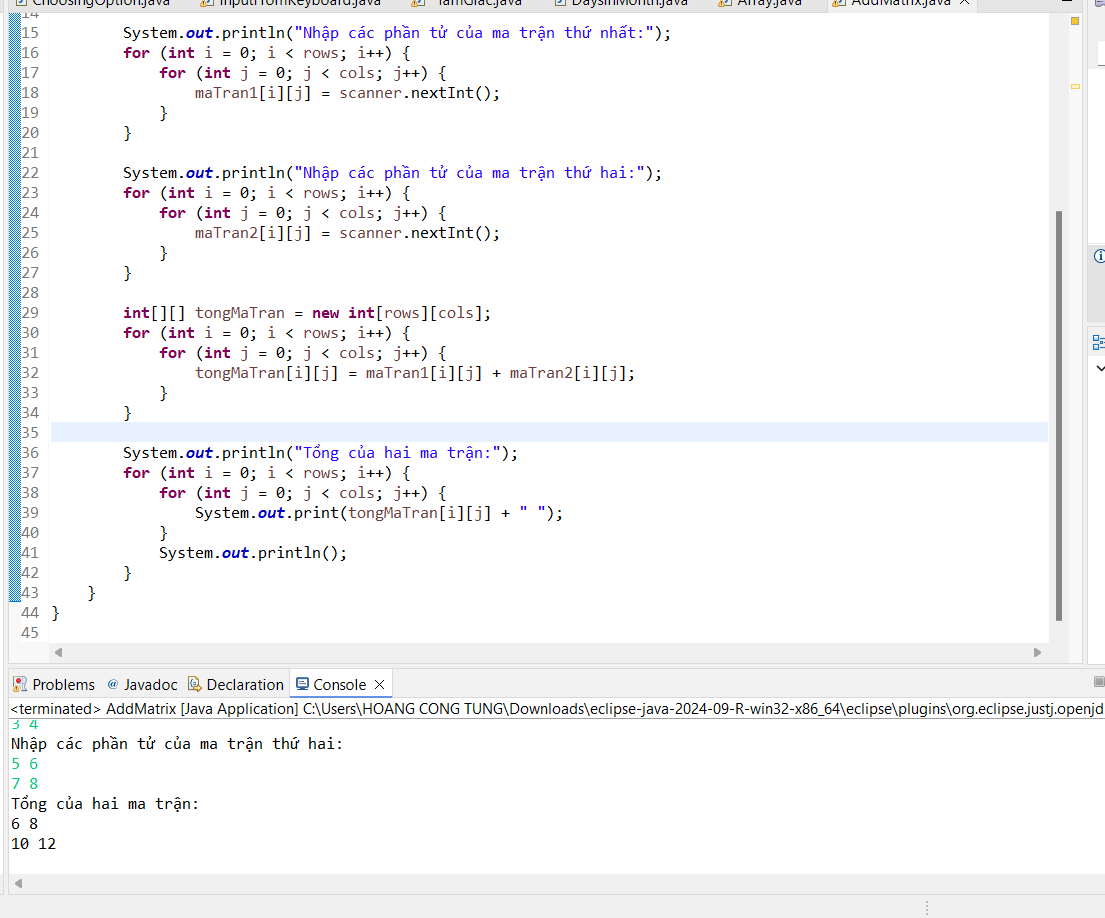 ChoosingOption.java InputFromKeyboard.java TamGiac.java DaysInMonth.java Array.java AddMatrix.java
14
15 System.out.println("Nhập các phần tử của ma trận thứ nhất:");
16 for (int i = 0; i < rows; i++) {
17 for (int j = 0; j < cols; j++) {
18 maTran1[i][j] = scanner.nextInt();
19 }
20 }
21
22 System.out.println("Nhập các phần tử của ma trận thứ hai:");
23 for (int i = 0; i < rows; i++) {
24 for (int j = 0; j < cols; j++) {
25 maTran2[i][j] = scanner.nextInt();
26 }
27 }
28
29 int[][] tongMaTran = new int[rows][cols];
30 for (int i = 0; i < rows; i++) {
31 for (int j = 0; j < cols; j++) {
32 tongMaTran[i][j] = maTran1[i][j] + maTran2[i][j];
33 }
34 }
35
36 System.out.println("Tổng của hai ma trận:");
37 for (int i = 0; i < rows; i++) {
38 for (int j = 0; j < cols; j++) {
39 System.out.print(tongMaTran[i][j] + " ");
40 }
41 System.out.println();
42 }
43 }
44 }
45
Problems @ Javadoc Declaration Console
<terminated> AddMatrix [Java Application] C:\Users\HOANG CONG TUNG\Downloads\eclipse-java-2024-09-R-win32-x86_64\eclipse\plugins\org.eclipse.justj.openjd
3 4
Nhập các phần tử của ma trận thứ hai:
5 6
7 8
Tổng của hai ma trận:
6 8
10 12